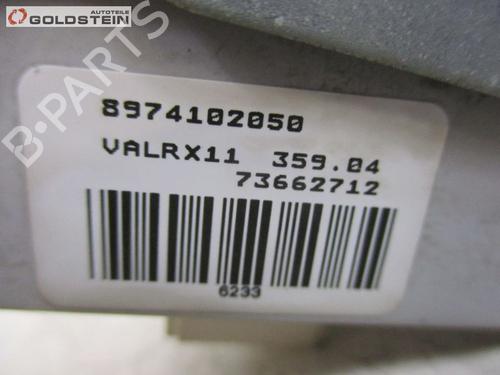 AUTOTEILE
GOLDSTEIN
B-PARTS
8974102050
VALRX11 359.04
73662712
6233